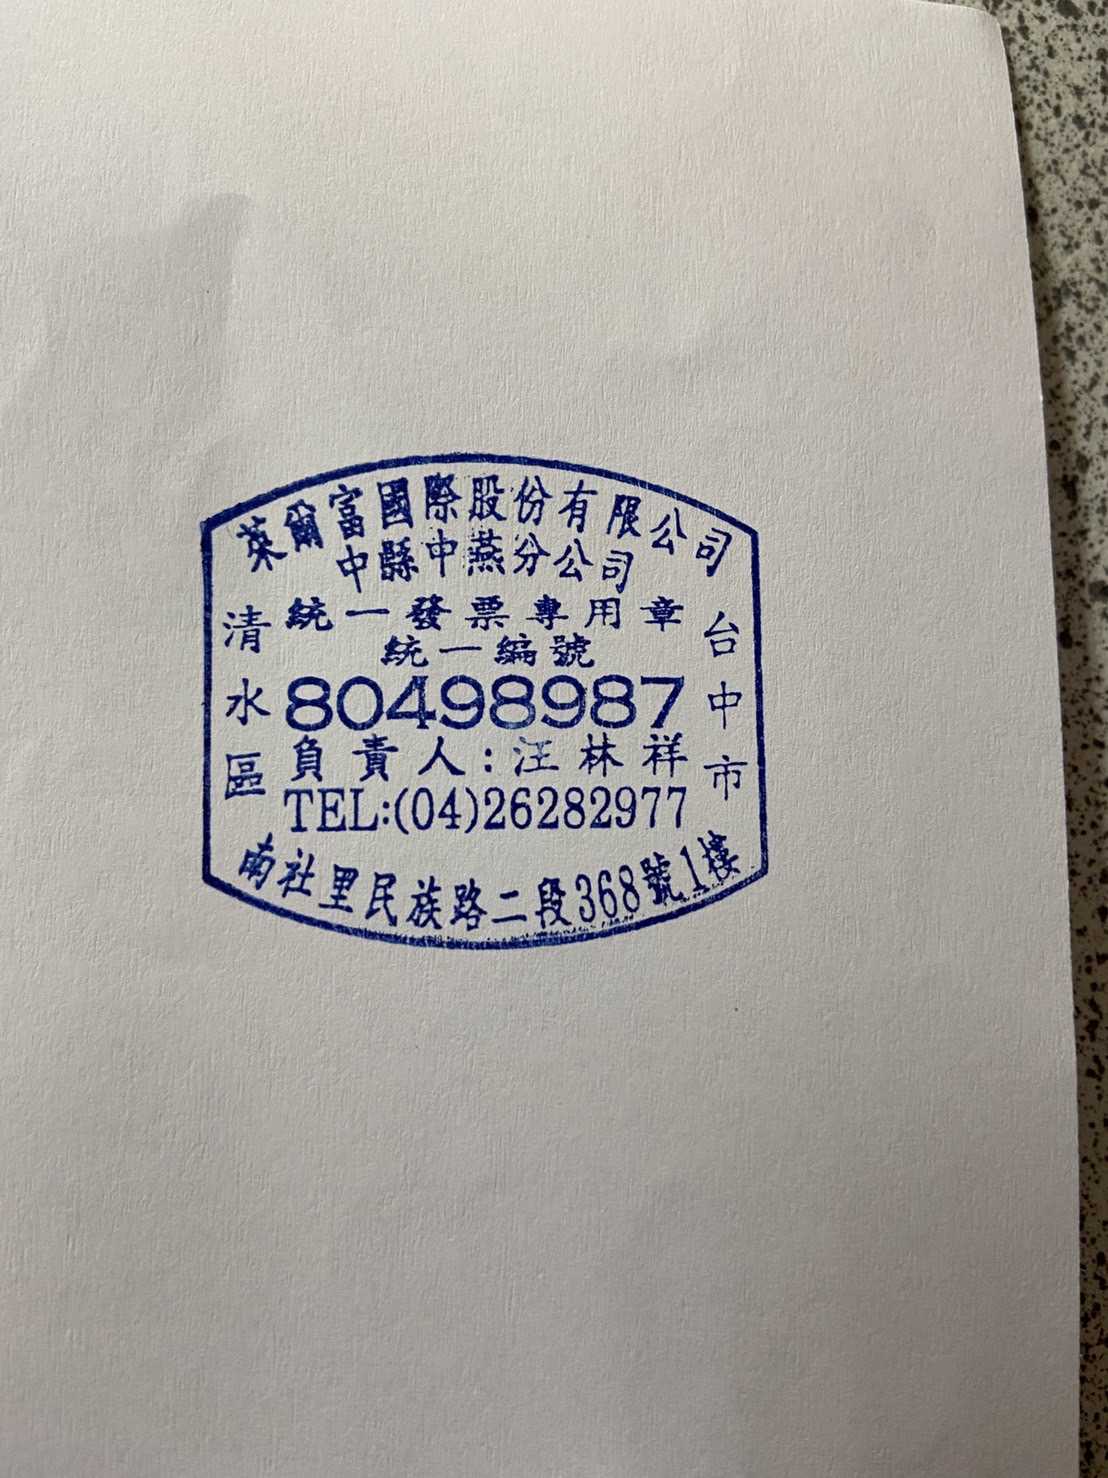 萊爾富國際股份有限公司
中縣中燕分公司
統一發票專用章
統一編號
80498987
負責人:汪林祥
TEL:(04)26282977
台中市
清水區
南社里民族路二段368號1樓